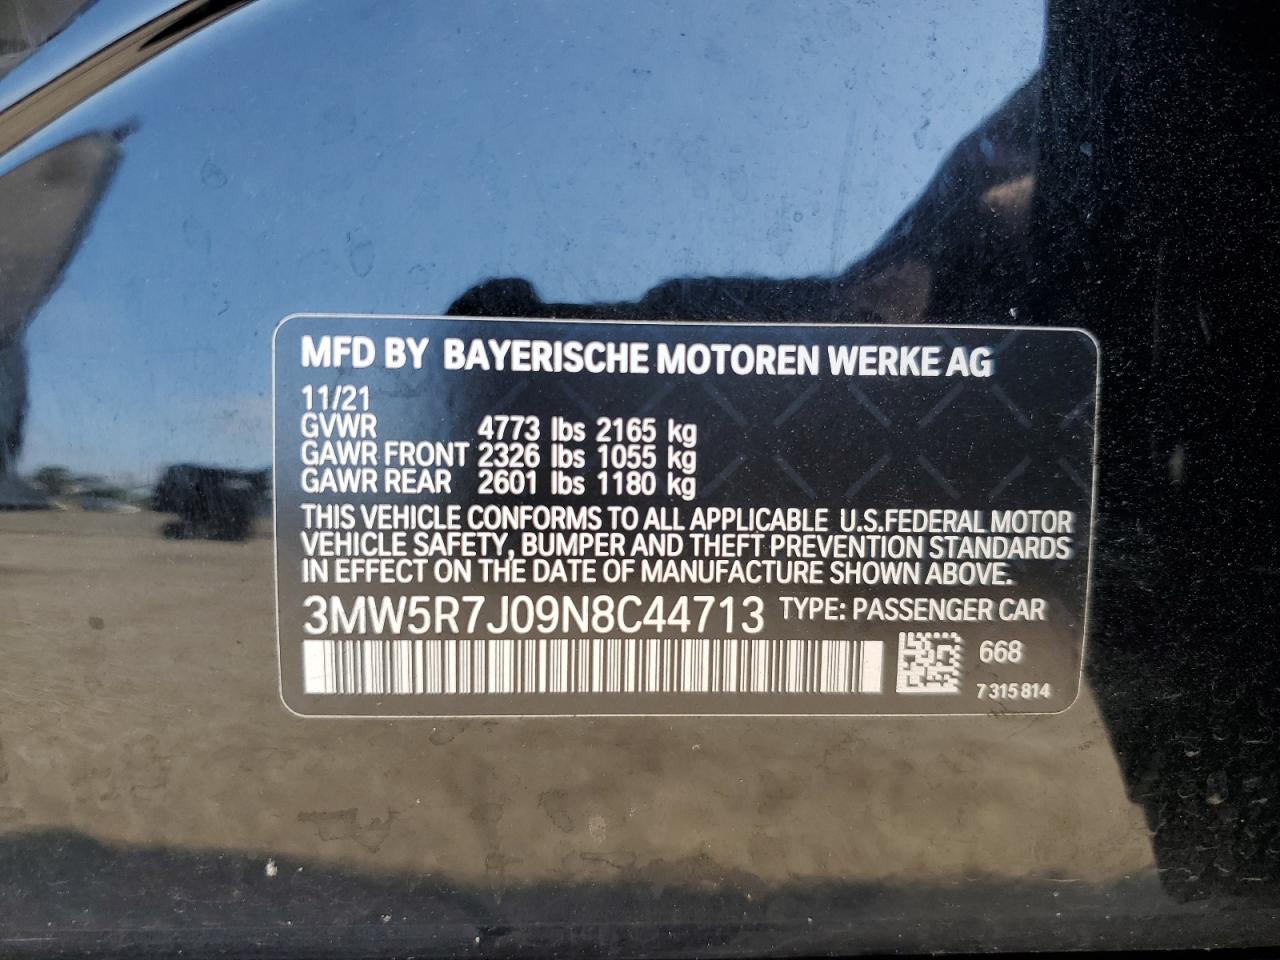 MFD BY BAYERISCHE MOTOREN WERKE AG
11/21
GVWR 4773 lbs 2165 kg
GAWR FRONT 2326 lbs 1055 kg
GAWR REAR 2601 lbs 1180 kg
THIS VEHICLE CONFORMS TO ALL APPLICABLE U.S.FEDERAL MOTOR
VEHICLE SAFETY, BUMPER AND THEFT PREVENTION STANDARDS
IN EFFECT ON THE DATE OF MANUFACTURE SHOWN ABOVE.
3MW5R7J09N8C44713 TYPE: PASSENGER CAR
668
7 315 814